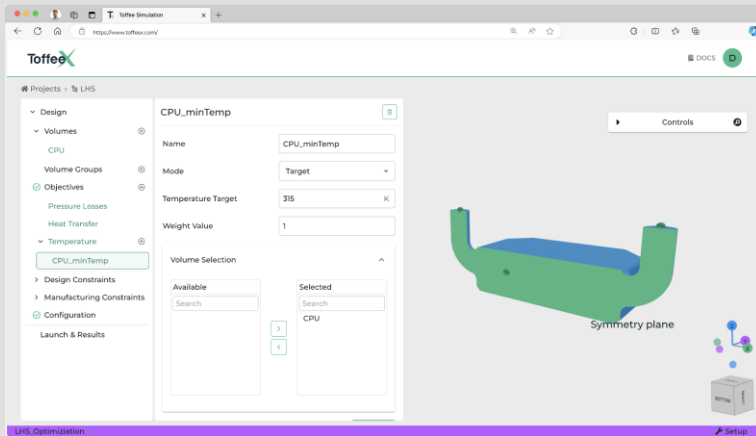 Toffee Simulation
https://www.toffeex.com/
ToffeeX
DOCS
D
Projects › LHS
Design
Volumes
CPU
Volume Groups
Objectives
Pressure Losses
Heat Transfer
Temperature
CPU_minTemp
Design Constraints
Manufacturing Constraints
Configuration
Launch & Results
CPU_minTemp
Name
CPU_minTemp
Mode
Target
Temperature Target
315 K
Weight Value
1
Volume Selection
Available
Search
Selected
Search
CPU
Controls
Symmetry plane
Z
Y
X
BOTTOM
LHS_Optimiziation
Setup